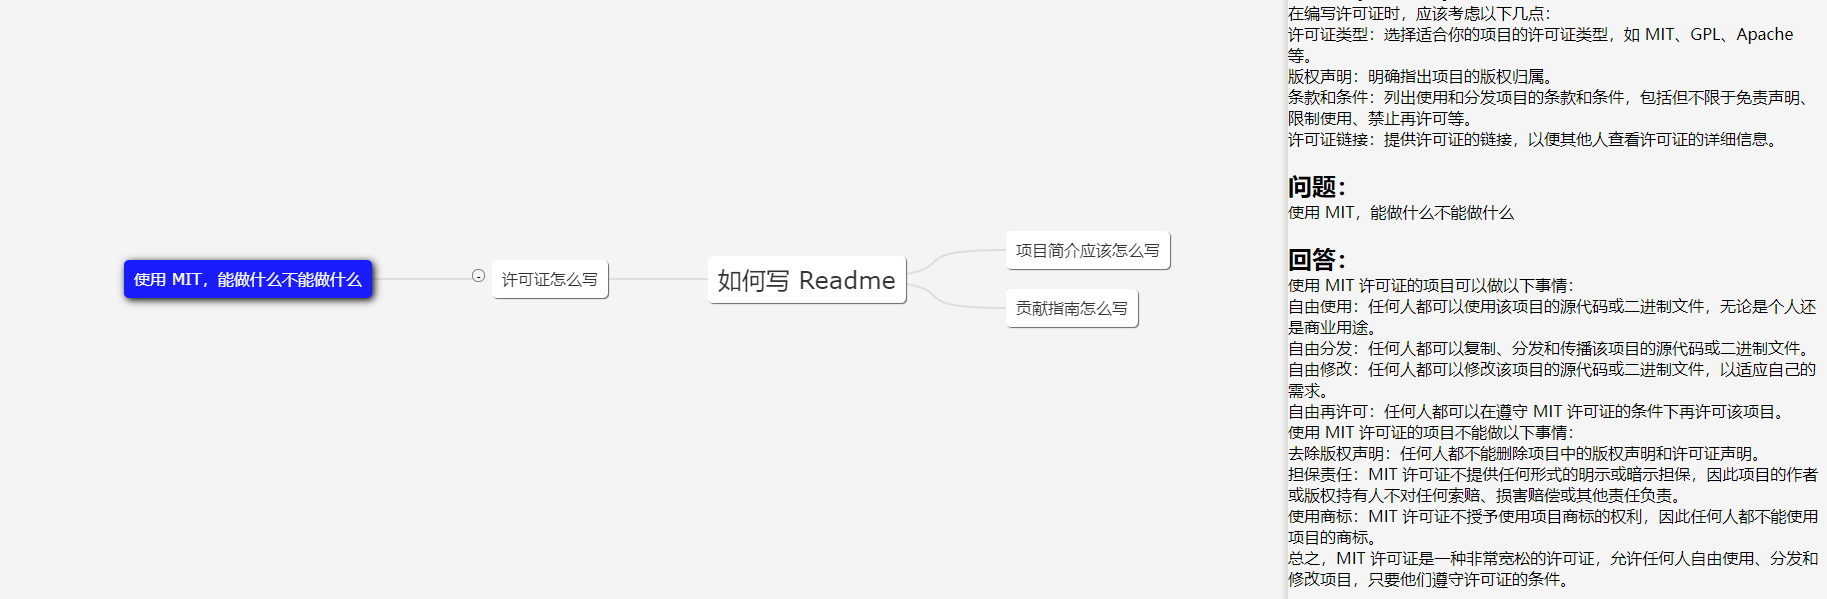 使用 MIT，能做什么不能做什么
许可证怎么写
如何写 Readme
项目简介应该怎么写
贡献指南怎么写
在编写许可证时，应该考虑以下几点：
许可证类型：选择适合你的项目的许可证类型，如 MIT、GPL、Apache
等。
版权声明：明确指出项目的版权归属。
条款和条件：列出使用和分发项目的条款和条件，包括但不限于免责声明、
限制使用、禁止再许可等。
许可证链接：提供许可证的链接，以便其他人查看许可证的详细信息。
问题：
使用 MIT，能做什么不能做什么
回答：
使用 MIT 许可证的项目可以做以下事情：
自由使用：任何人都可以使用该项目的源代码或二进制文件，无论是个人还
是商业用途。
自由分发：任何人都可以复制、分发和传播该项目的源代码或二进制文件。
自由修改：任何人都可以修改该项目的源代码或二进制文件，以适应自己的
需求。
自由再许可：任何人都可以在遵守 MIT 许可证的条件下再许可该项目。
使用 MIT 许可证的项目不能做以下事情：
去除版权声明：任何人都不能删除项目中的版权声明和许可证声明。
担保责任：MIT 许可证不提供任何形式的明示或暗示担保，因此项目的作者
或版权持有人不对任何索赔、损害赔偿或其他责任负责。
使用商标：MIT 许可证不授予使用项目商标的权利，因此任何人都不能使用
项目的商标。
总之，MIT 许可证是一种非常宽松的许可证，允许任何人自由使用、分发和
修改项目，只要他们遵守许可证的条件。